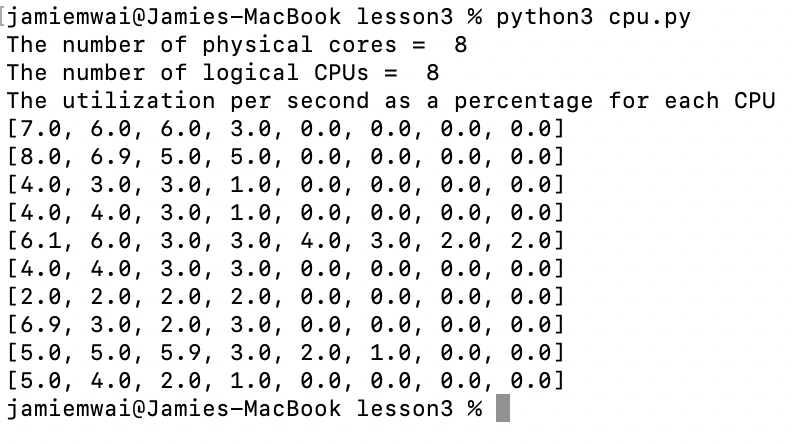 [jamiemwai@Jamies-MacBook lesson3 % python3 cpu.py
The number of physical cores =  8
The number of logical CPUs =  8
The utilization per second as a percentage for each CPU
[7.0, 6.0, 6.0, 3.0, 0.0, 0.0, 0.0, 0.0]
[8.0, 6.9, 5.0, 5.0, 0.0, 0.0, 0.0, 0.0]
[4.0, 3.0, 3.0, 1.0, 0.0, 0.0, 0.0, 0.0]
[4.0, 4.0, 3.0, 1.0, 0.0, 0.0, 0.0, 0.0]
[6.1, 6.0, 3.0, 3.0, 4.0, 3.0, 2.0, 2.0]
[4.0, 4.0, 3.0, 3.0, 0.0, 0.0, 0.0, 0.0]
[2.0, 2.0, 2.0, 2.0, 0.0, 0.0, 0.0, 0.0]
[6.9, 3.0, 2.0, 3.0, 0.0, 0.0, 0.0, 0.0]
[5.0, 5.0, 5.9, 3.0, 2.0, 1.0, 0.0, 0.0]
[5.0, 4.0, 2.0, 1.0, 0.0, 0.0, 0.0, 0.0]
jamiemwai@Jamies-MacBook lesson3 %